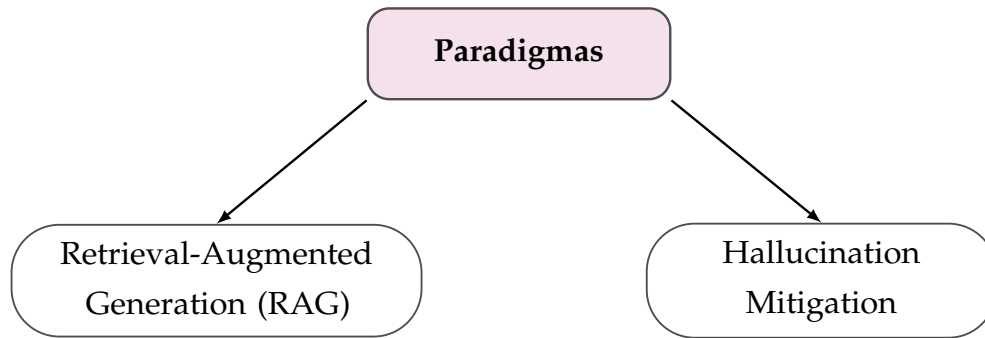 Paradigmas
Retrieval-Augmented
Generation (RAG)
Hallucination
Mitigation